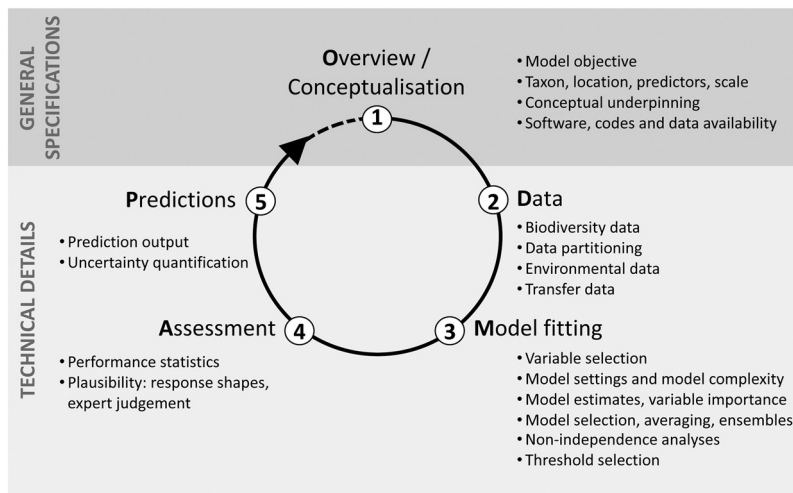 GENERAL
SPECIFICATIONS
Overview /
Conceptualisation
1
• Model objective
• Taxon, location, predictors, scale
• Conceptual underpinning
• Software, codes and data availability
TECHNICAL DETAILS
2
Data
• Biodiversity data
• Data partitioning
• Environmental data
• Transfer data
3
Model fitting
• Variable selection
• Model settings and model complexity
• Model estimates, variable importance
• Model selection, averaging, ensembles
• Non-independence analyses
• Threshold selection
Assessment
4
• Performance statistics
• Plausibility: response shapes,
expert judgement
Predictions
5
• Prediction output
• Uncertainty quantification